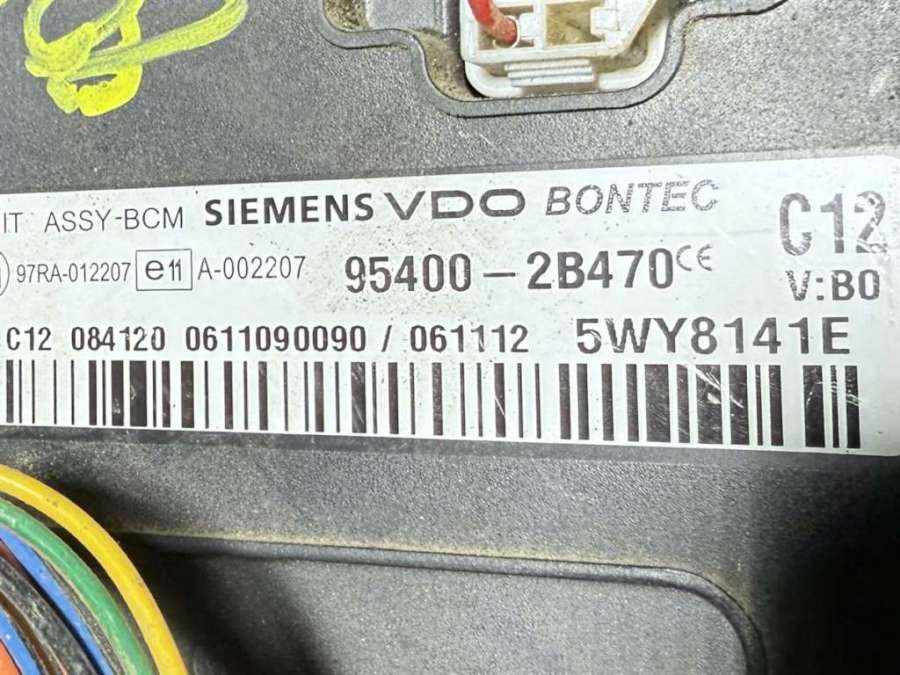 IT ASSY-BCM SIEMENS VDO BONTEC C12
97RA-012207 e11 A-002207 95400-2B470 CE V:B0
C12 084120 0611090090 / 061112 5WY8141E